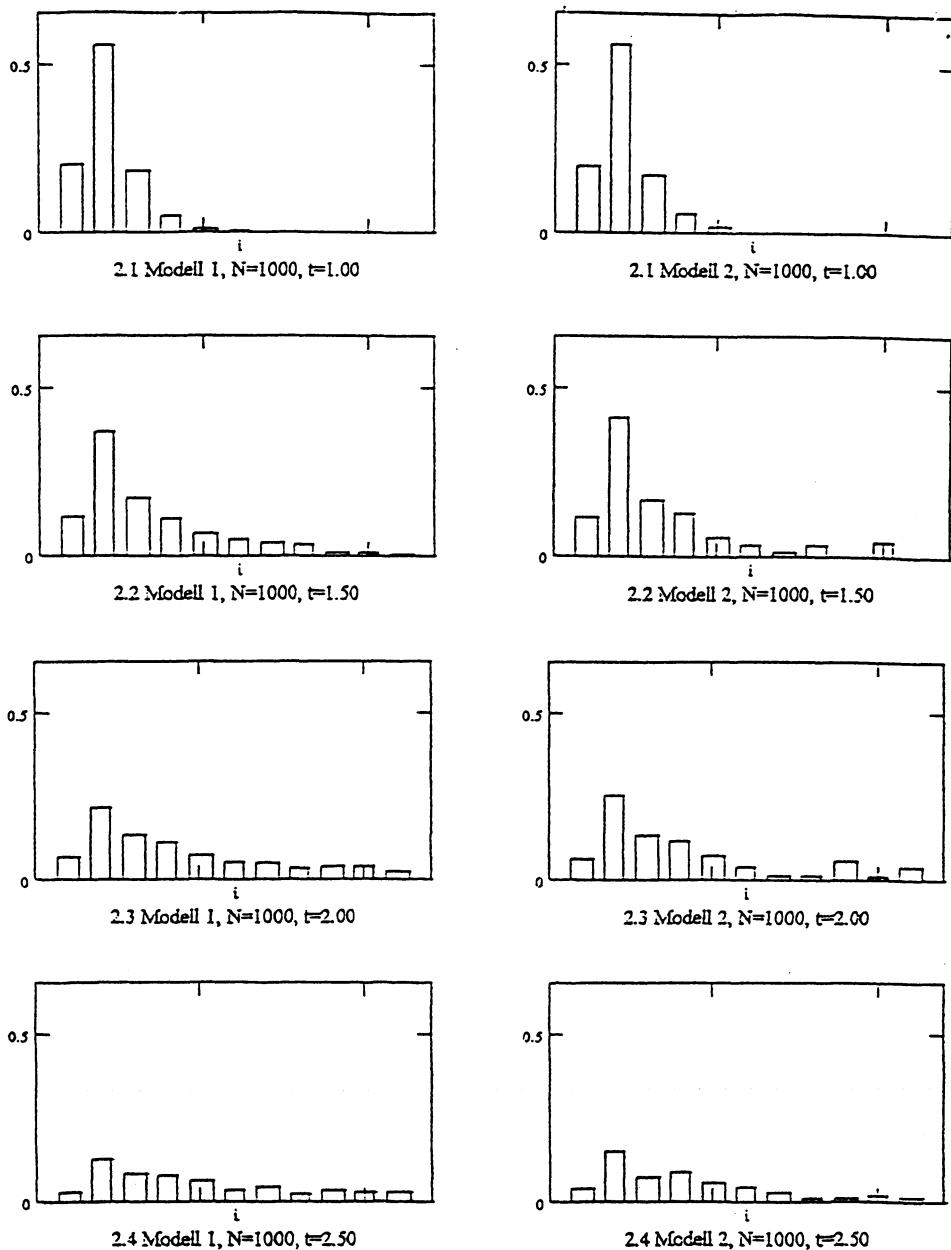 0.5
0.5
0
0
i
i
2.1 Modell 1, N=1000, t=1.00
2.1 Modell 2, N=1000, t=1.00
0.5
0.5
0
0
i
i
2.2 Modell 1, N=1000, t=1.50
2.2 Modell 2, N=1000, t=1.50
0.5
0.5
0
0
i
i
2.3 Modell 1, N=1000, t=2.00
2.3 Modell 2, N=1000, t=2.00
0.5
0.5
0
0
i
i
2.4 Modell 1, N=1000, t=2.50
2.4 Modell 2, N=1000, t=2.50